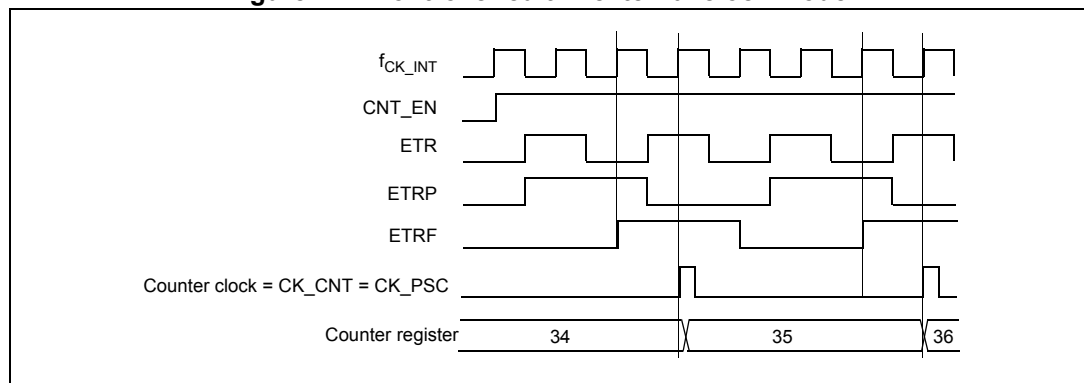 f_CK_INT
CNT_EN
ETR
ETRP
ETRF
Counter clock = CK_CNT = CK_PSC
Counter register 34 35 36